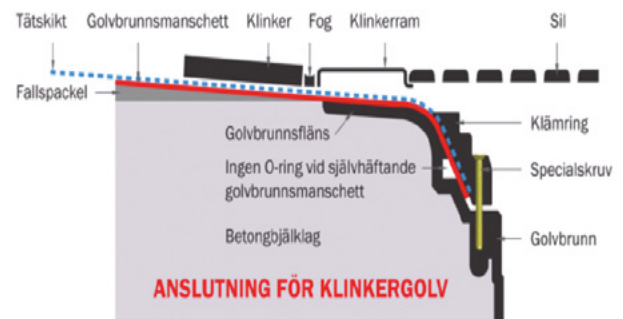 Tätskikt Golvbrunnsmanschett Klinker Fog Klinkerram Sil
Fallspackel
Golvbrunnsfläns
Klämring
Ingen O-ring vid självhäftande
golvbrunnsmanschett
Specialskruv
Betongbjälklag
Golvbrunn
ANSLUTNING FÖR KLINKERGOLV